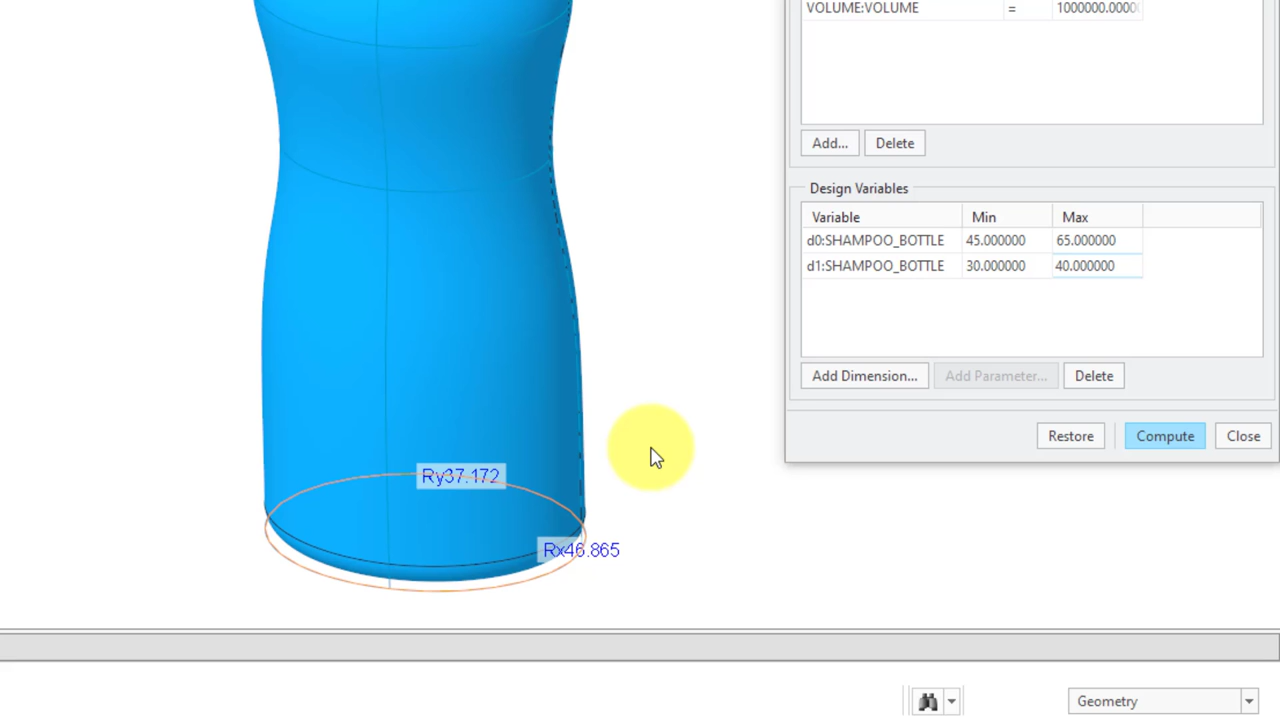 VOLUME:VOLUME = 1000000.0000
Add... Delete
Design Variables
Variable Min Max
d0:SHAMPOO_BOTTLE 45.000000 65.000000
d1:SHAMPOO_BOTTLE 30.000000 40.000000
Add Dimension... Add Parameter... Delete
Restore Compute Close
Ry37.172
Rx46.865
Geometry